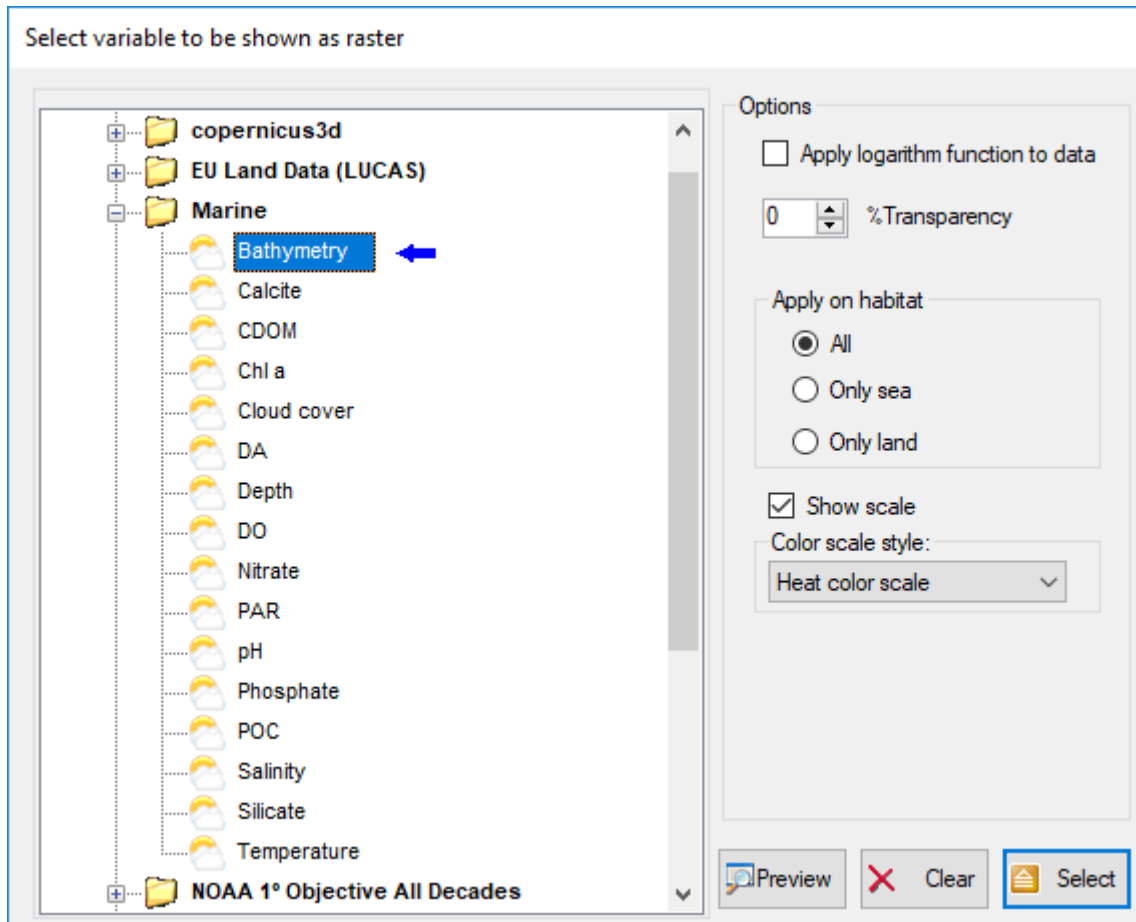 Select variable to be shown as raster
copernicus3d
EU Land Data (LUCAS)
Marine
Bathymetry
Calcite
CDOM
Chl a
Cloud cover
DA
Depth
DO
Nitrate
PAR
pH
Phosphate
POC
Salinity
Silicate
Temperature
NOAA 1º Objective All Decades
Options
Apply logarithm function to data
0 %Transparency
Apply on habitat
All
Only sea
Only land
Show scale
Color scale style:
Heat color scale
Preview Clear Select